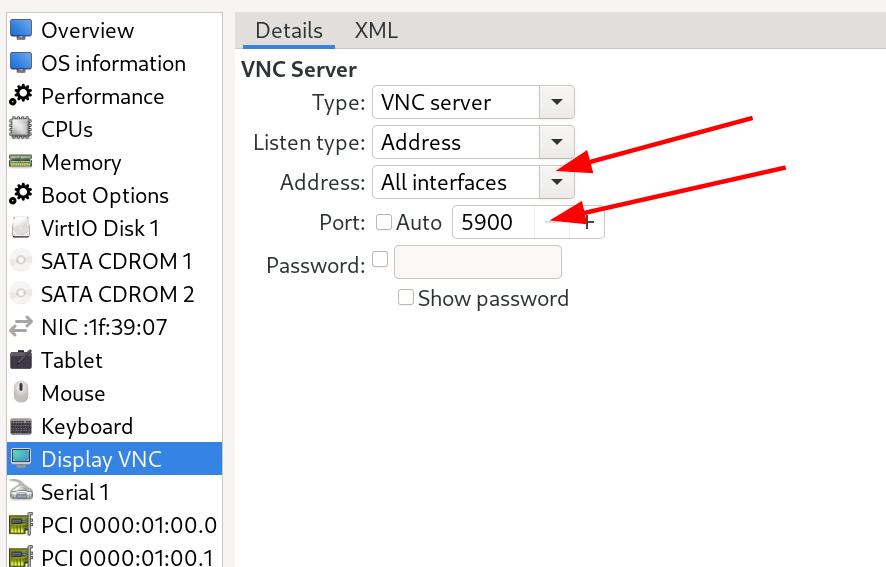 Overview
OS information
Performance
CPUs
Memory
Boot Options
VirtIO Disk 1
SATA CDROM 1
SATA CDROM 2
NIC :1f:39:07
Tablet
Mouse
Keyboard
Display VNC
Serial 1
PCI 0000:01:00.0
PCI 0000:01:00.1
Details XML
VNC Server
Type: VNC server
Listen type: Address
Address: All interfaces
Port: Auto 5900 +
Password:
Show password